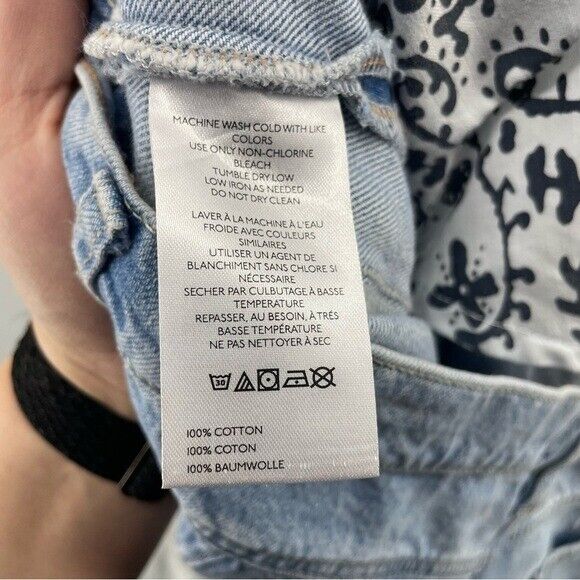 MACHINE WASH COLD WITH LIKE
COLORS
USE ONLY NON-CHLORINE
BLEACH
TUMBLE DRY LOW
LOW IRON AS NEEDED
DO NOT DRY CLEAN
LAVER À LA MACHINE À L'EAU
FROIDE AVEC COULEURS
SIMILAIRES
UTILISER UN AGENT DE
BLANCHIMENT SANS CHLORE SI
NÉCESSAIRE
SECHER PAR CULBUTAGE À BASSE
TEMPERATURE
REPASSER, AU BESOIN, À TRÈS
BASSE TEMPÉRATURE
NE PAS NETTOYER À SEC
30
100% COTTON
100% COTON
100% BAUMWOLLE